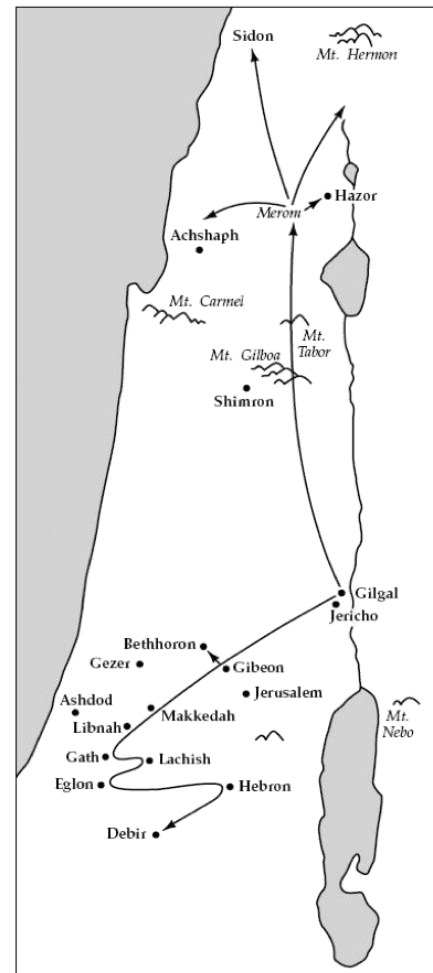 Sidon
Mt. Hermon
Merom
Hazor
Achshaph
Mt. Carmel
Mt.
Tabor
Mt. Gilboa
Shimron
Gilgal
Jericho
Bethhoron
Gezer
Gibeon
Ashdod
Jerusalem
Makkedah
Libnah
Mt.
Nebo
Gath
Lachish
Eglon
Hebron
Debir